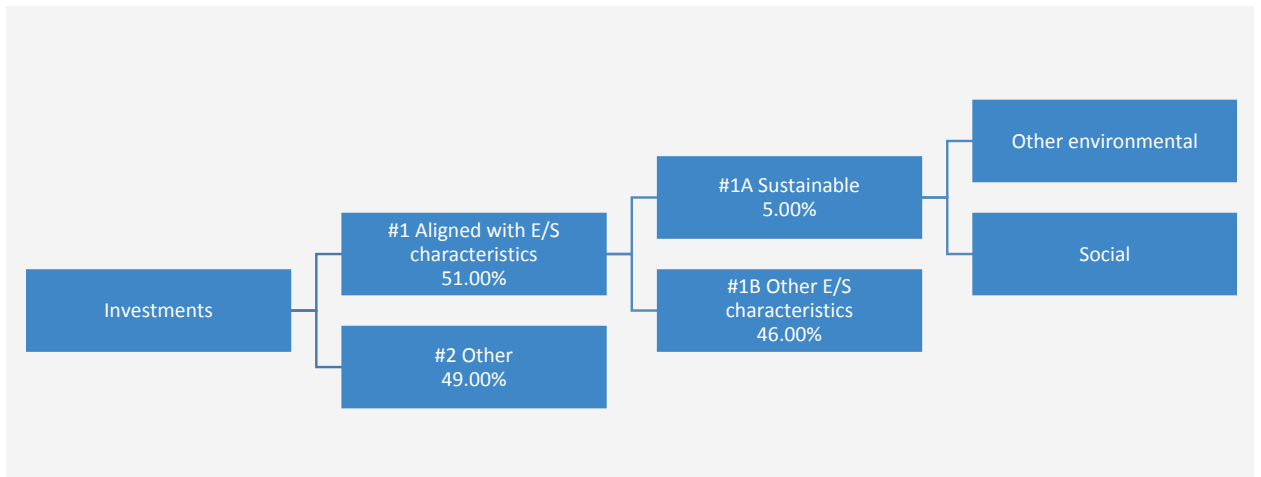 Investments
#1 Aligned with E/S
characteristics
51.00%
#2 Other
49.00%
#1A Sustainable
5.00%
#1B Other E/S
characteristics
46.00%
Other environmental
Social